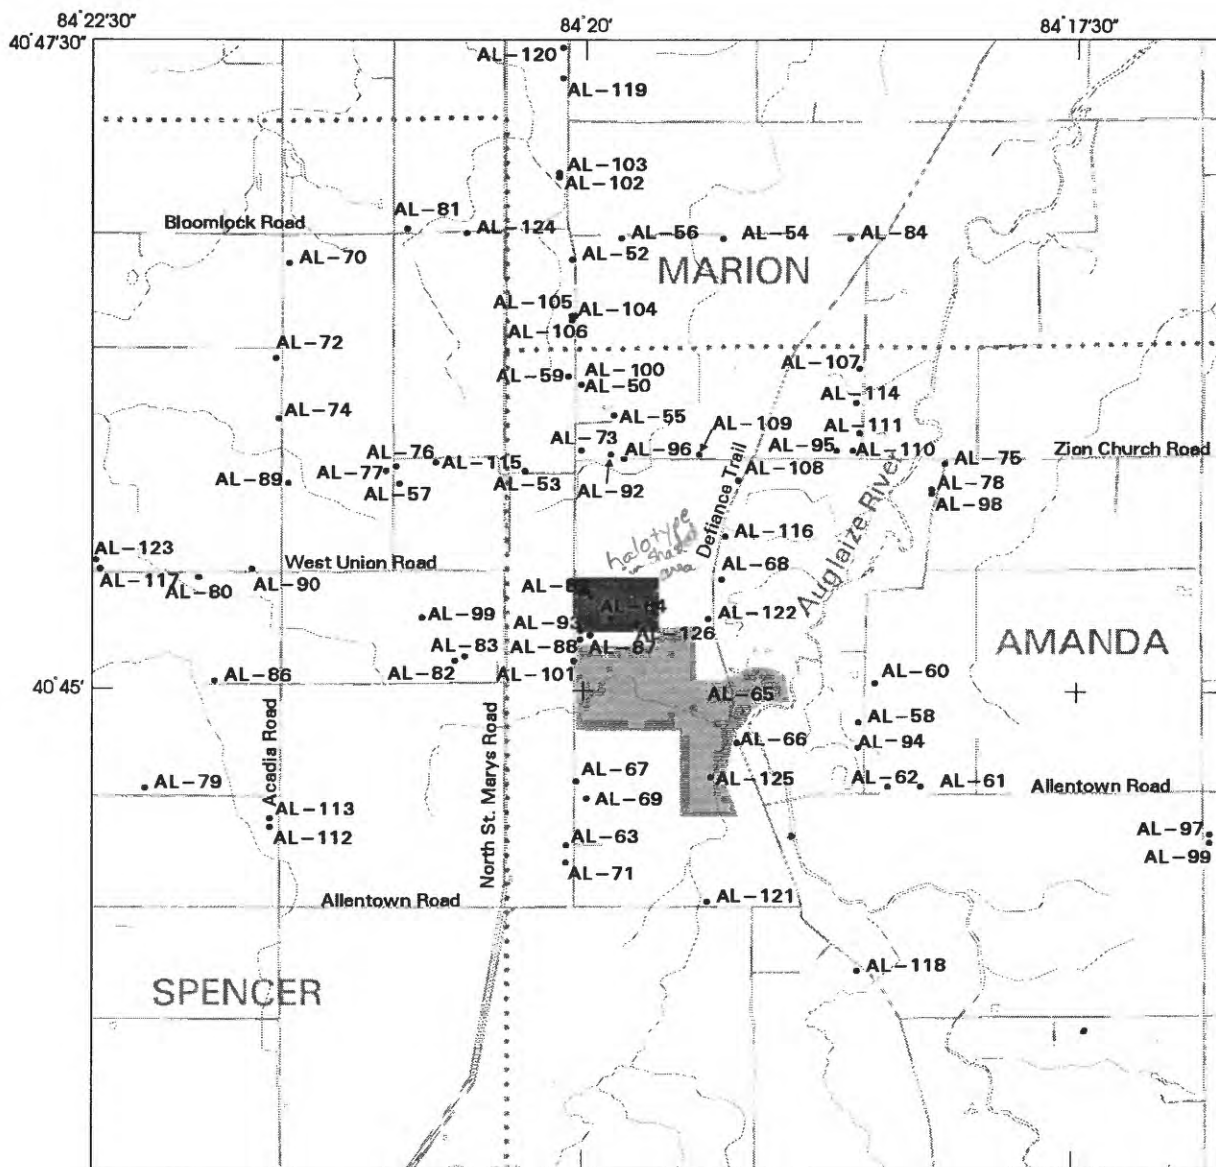 84°22'30" 84°20' 84°17'30"
40°47'30"
AL-120
AL-119
AL-103
AL-102
AL-81
Bloomlock Road
AL-124 AL-56 AL-54 AL-84
AL-70 AL-52 MARION
AL-105 AL-104
AL-106
AL-72
AL-107
AL-59 AL-100
AL-50
AL-114
AL-74 AL-55
AL-73 AL-109 AL-111
AL-76 AL-96 AL-95 AL-110 Zion Church Road
AL-77 AL-115 AL-108 AL-75
AL-89 AL-57 AL-53 AL-92 AL-78
AL-98
Defiance Trail
Auglaize River
halotype
in shaded
area
AL-116
AL-123 West Union Road
AL-117 AL-80 AL-90 AL-68
AL-64
AL-99 AL-93 AL-122
AL-126
AL-83 AL-88 AL-87 AMANDA
AL-86 AL-82 AL-101 AL-60
40°45'
AL-65
AL-58
AL-66 AL-94
Acadia Road
North St. Marys Road
AL-67 AL-125
AL-79 AL-62 AL-61 Allentown Road
AL-69
AL-113
AL-112 AL-63 AL-97
AL-71 AL-99
Allentown Road AL-121
AL-118
SPENCER